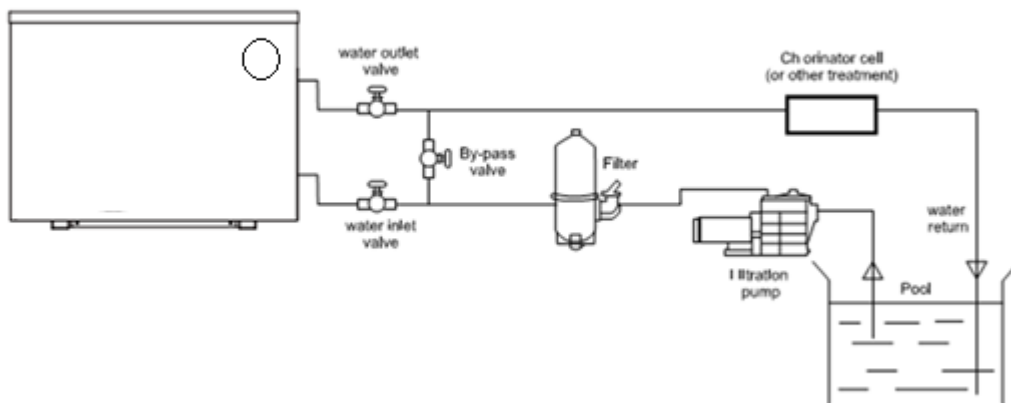 water outlet
valve
Ch orinator cell
(or other treatment)
By-pass
valve
Filter
water inlet
valve
water
return
I iltration
pump
Pool